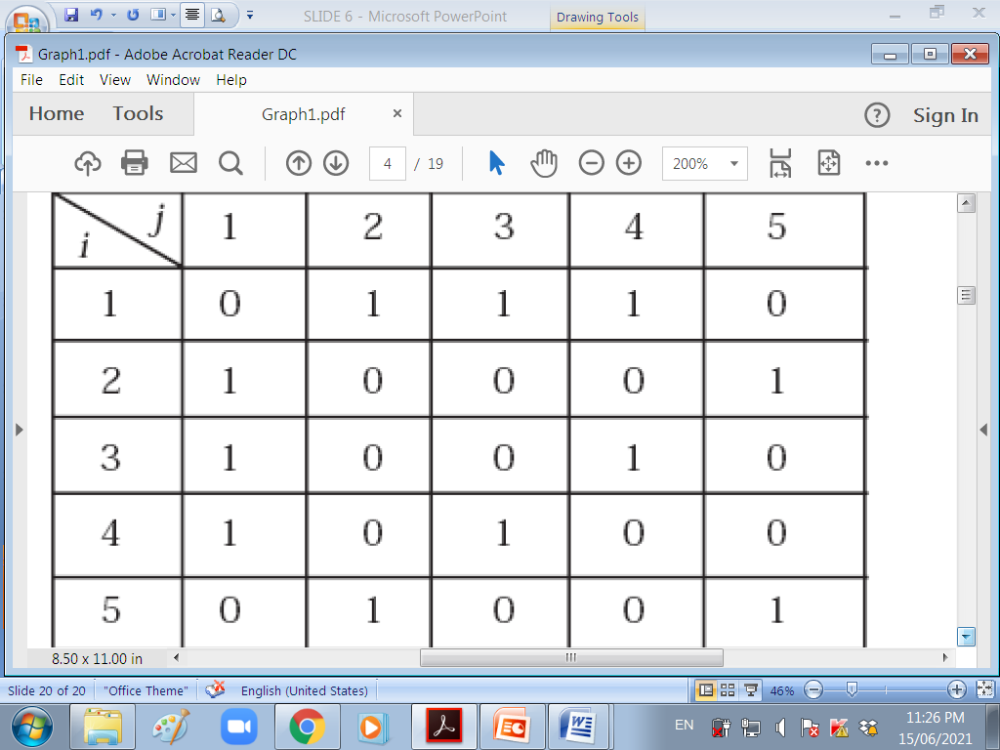 SLIDE 6 - Microsoft PowerPoint
Drawing Tools
Graph1.pdf - Adobe Acrobat Reader DC
File Edit View Window Help
Home Tools Graph1.pdf × ? Sign In
4 / 19 200%
j
i 1 2 3 4 5
1 0 1 1 1 0
2 1 0 0 0 1
3 1 0 0 1 0
4 1 0 1 0 0
5 0 1 0 0 1
8.50 x 11.00 in
Slide 20 of 20 "Office Theme" English (United States) 46%
EN 11:26 PM
15/06/2021